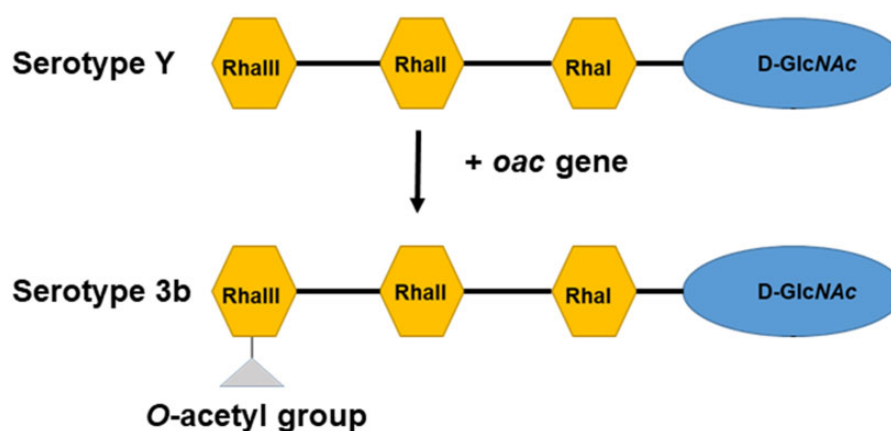 Serotype Y RhaIII RhaII RhaI D-GlcNAc
+ oac gene
Serotype 3b RhaIII RhaII RhaI D-GlcNAc
O-acetyl group